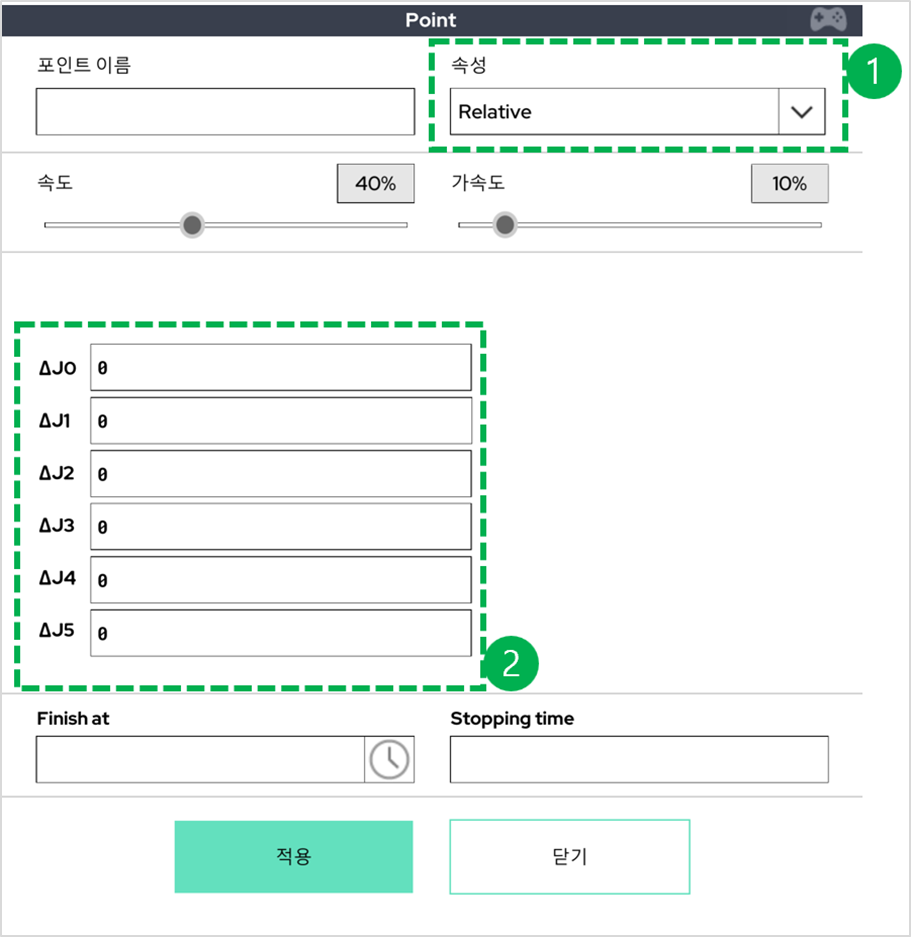 Point
포인트 이름
속성
1
Relative
속도
40%
가속도
10%
ΔJ0
0
ΔJ1
0
ΔJ2
0
ΔJ3
0
ΔJ4
0
ΔJ5
0
2
Finish at
Stopping time
적용
닫기